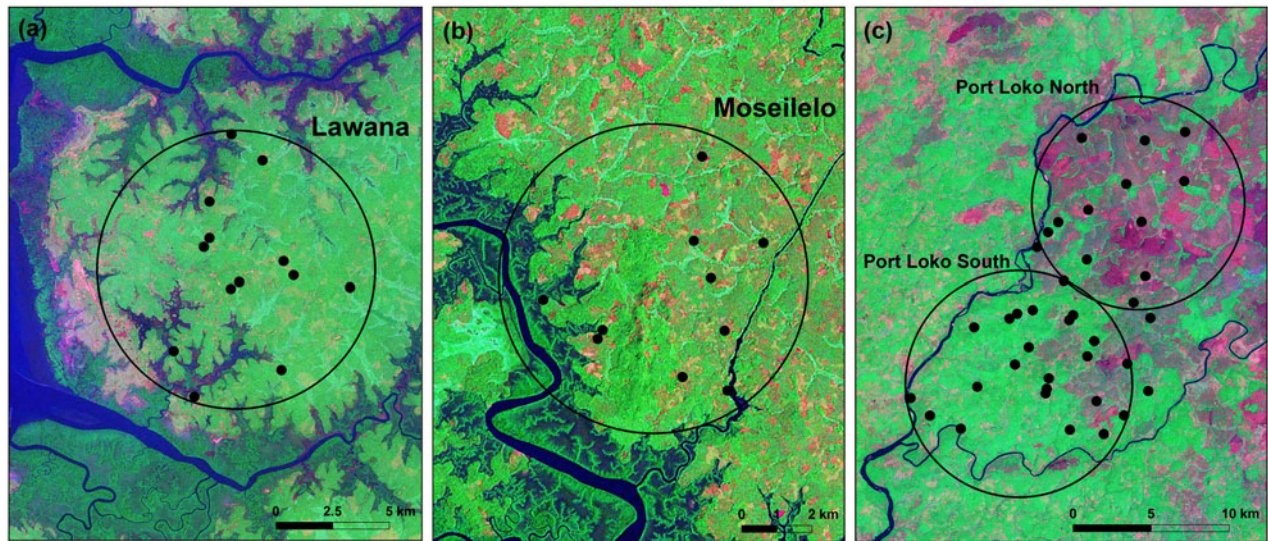 (a)
Lawana
0 2.5 5 km
(b)
Moseilelo
0 1 2 km
(c)
Port Loko North
Port Loko South
0 5 10 km